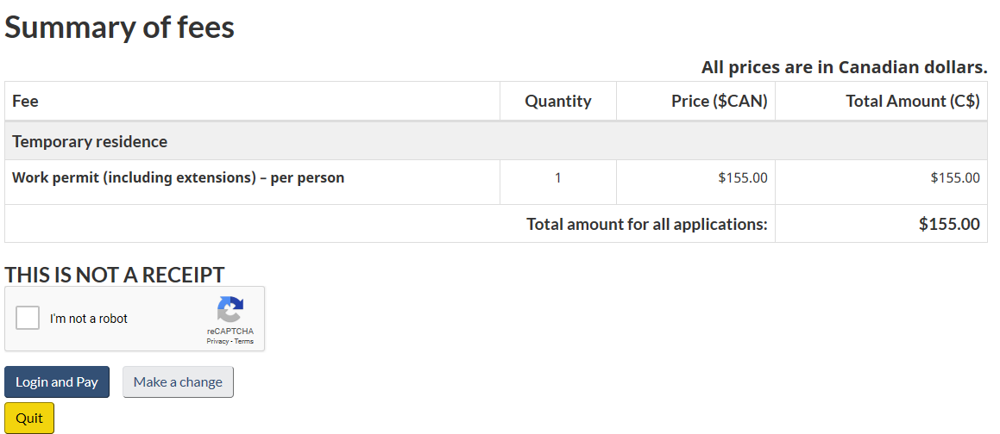 Summary of fees
All prices are in Canadian dollars.
Fee Quantity Price ($CAN) Total Amount (C$)
Temporary residence
Work permit (including extensions) – per person 1 $155.00 $155.00
Total amount for all applications: $155.00
THIS IS NOT A RECEIPT
I'm not a robot
reCAPTCHA
Privacy - Terms
Login and Pay Make a change
Quit